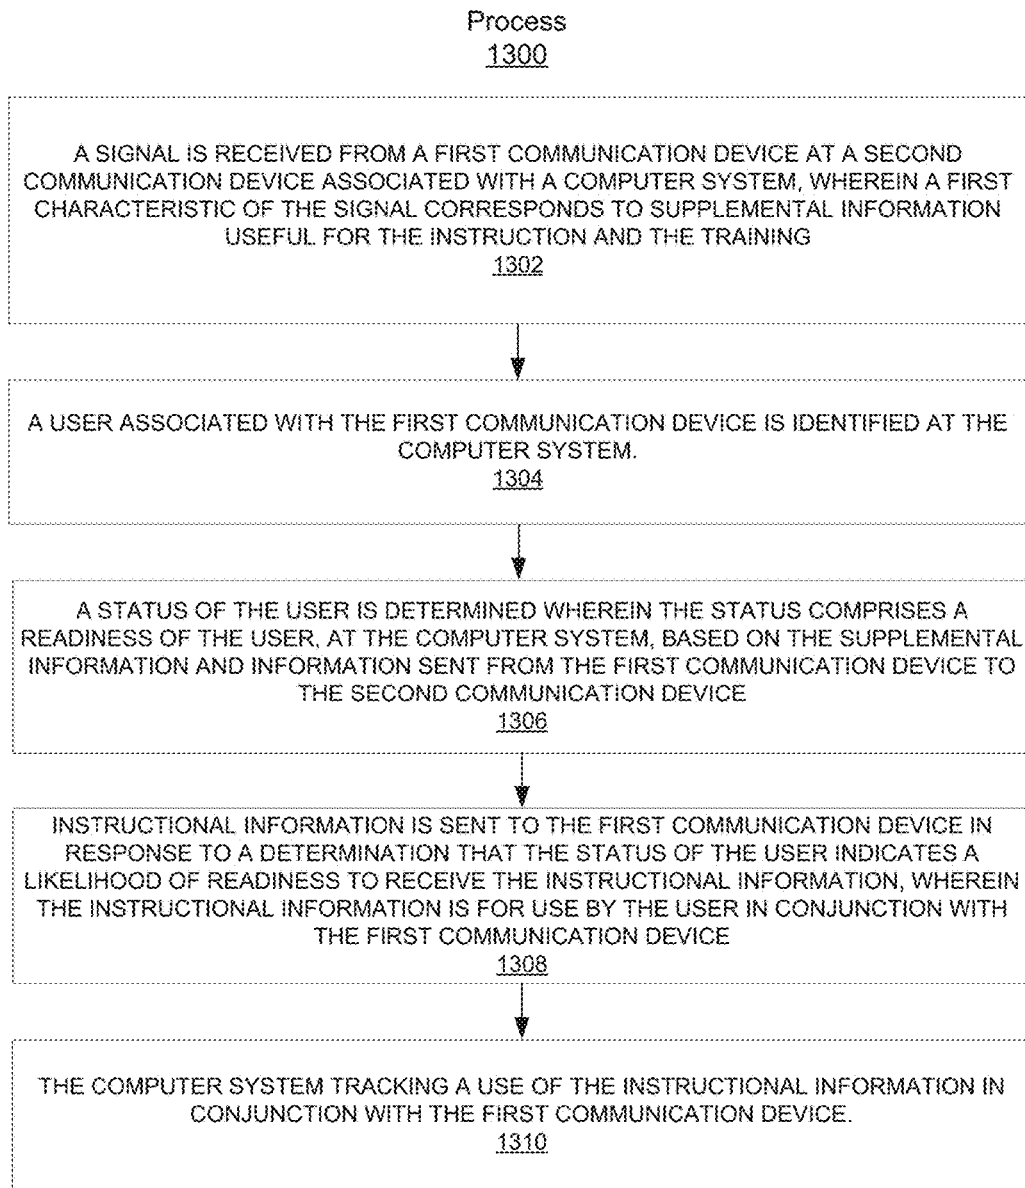 Process
1300
A SIGNAL IS RECEIVED FROM A FIRST COMMUNICATION DEVICE AT A SECOND
COMMUNICATION DEVICE ASSOCIATED WITH A COMPUTER SYSTEM, WHEREIN A FIRST
CHARACTERISTIC OF THE SIGNAL CORRESPONDS TO SUPPLEMENTAL INFORMATION
USEFUL FOR THE INSTRUCTION AND THE TRAINING
1302
A USER ASSOCIATED WITH THE FIRST COMMUNICATION DEVICE IS IDENTIFIED AT THE
COMPUTER SYSTEM.
1304
A STATUS OF THE USER IS DETERMINED WHEREIN THE STATUS COMPRISES A
READINESS OF THE USER, AT THE COMPUTER SYSTEM, BASED ON THE SUPPLEMENTAL
INFORMATION AND INFORMATION SENT FROM THE FIRST COMMUNICATION DEVICE TO
THE SECOND COMMUNICATION DEVICE
1306
INSTRUCTIONAL INFORMATION IS SENT TO THE FIRST COMMUNICATION DEVICE IN
RESPONSE TO A DETERMINATION THAT THE STATUS OF THE USER INDICATES A
LIKELIHOOD OF READINESS TO RECEIVE THE INSTRUCTIONAL INFORMATION, WHEREIN
THE INSTRUCTIONAL INFORMATION IS FOR USE BY THE USER IN CONJUNCTION WITH
THE FIRST COMMUNICATION DEVICE
1308
THE COMPUTER SYSTEM TRACKING A USE OF THE INSTRUCTIONAL INFORMATION IN
CONJUNCTION WITH THE FIRST COMMUNICATION DEVICE.
1310